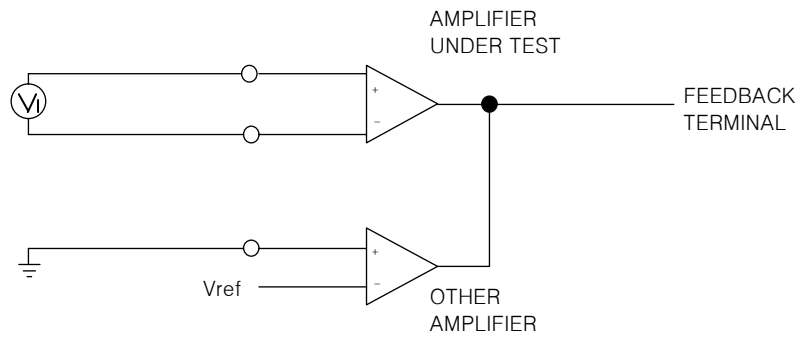 AMPLIFIER
UNDER TEST
VI
+
−
FEEDBACK
TERMINAL
+
Vref
−
OTHER
AMPLIFIER